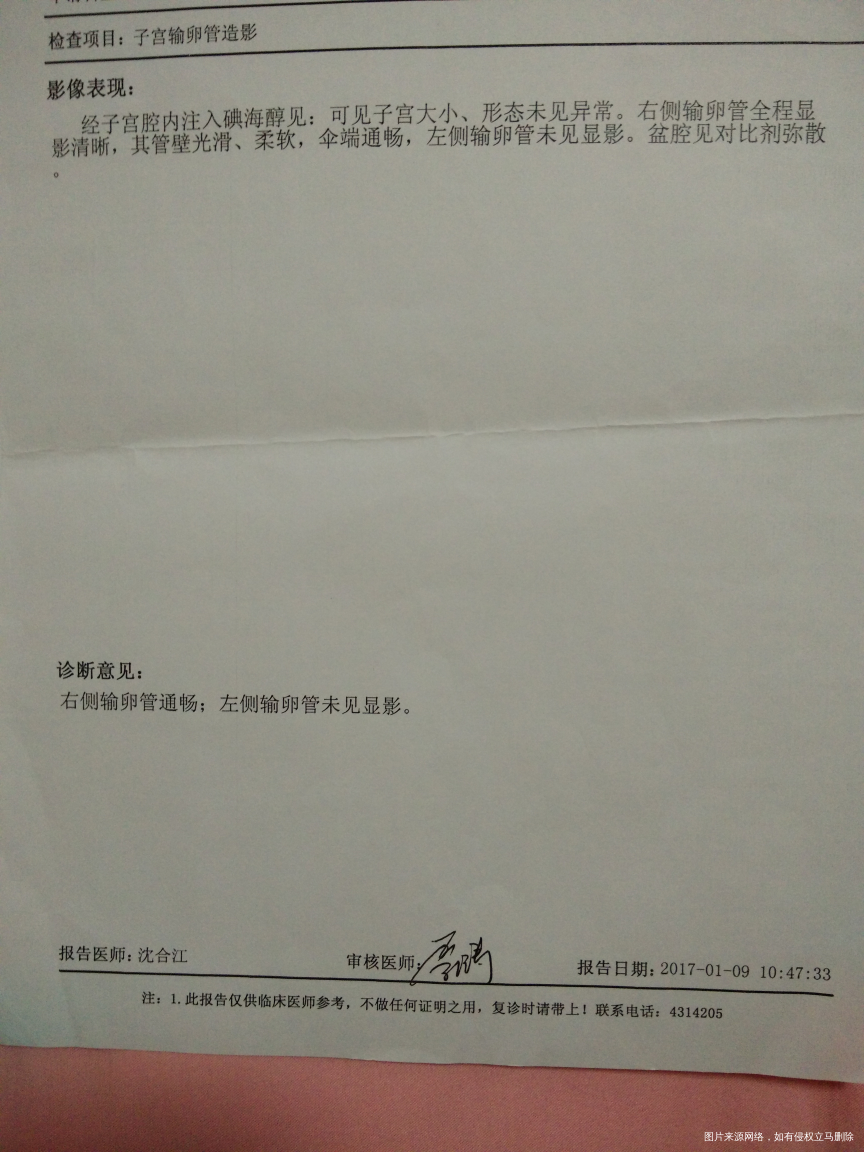 检查项目：子宫输卵管造影
影像表现：
经子宫腔内注入碘海醇见：可见子宫大小、形态未见异常。右侧输卵管全程显
影清晰，其管壁光滑、柔软，伞端通畅，左侧输卵管未见显影。盆腔见对比剂弥散
。
诊断意见：
右侧输卵管通畅；左侧输卵管未见显影。
报告医师：沈合江
审核医师：
报告日期：2017-01-09 10:47:33
注：1.此报告仅供临床医师参考，不做任何证明之用，复诊时请带上！联系电话：4314205
图片来源网络，如有侵权立马删除